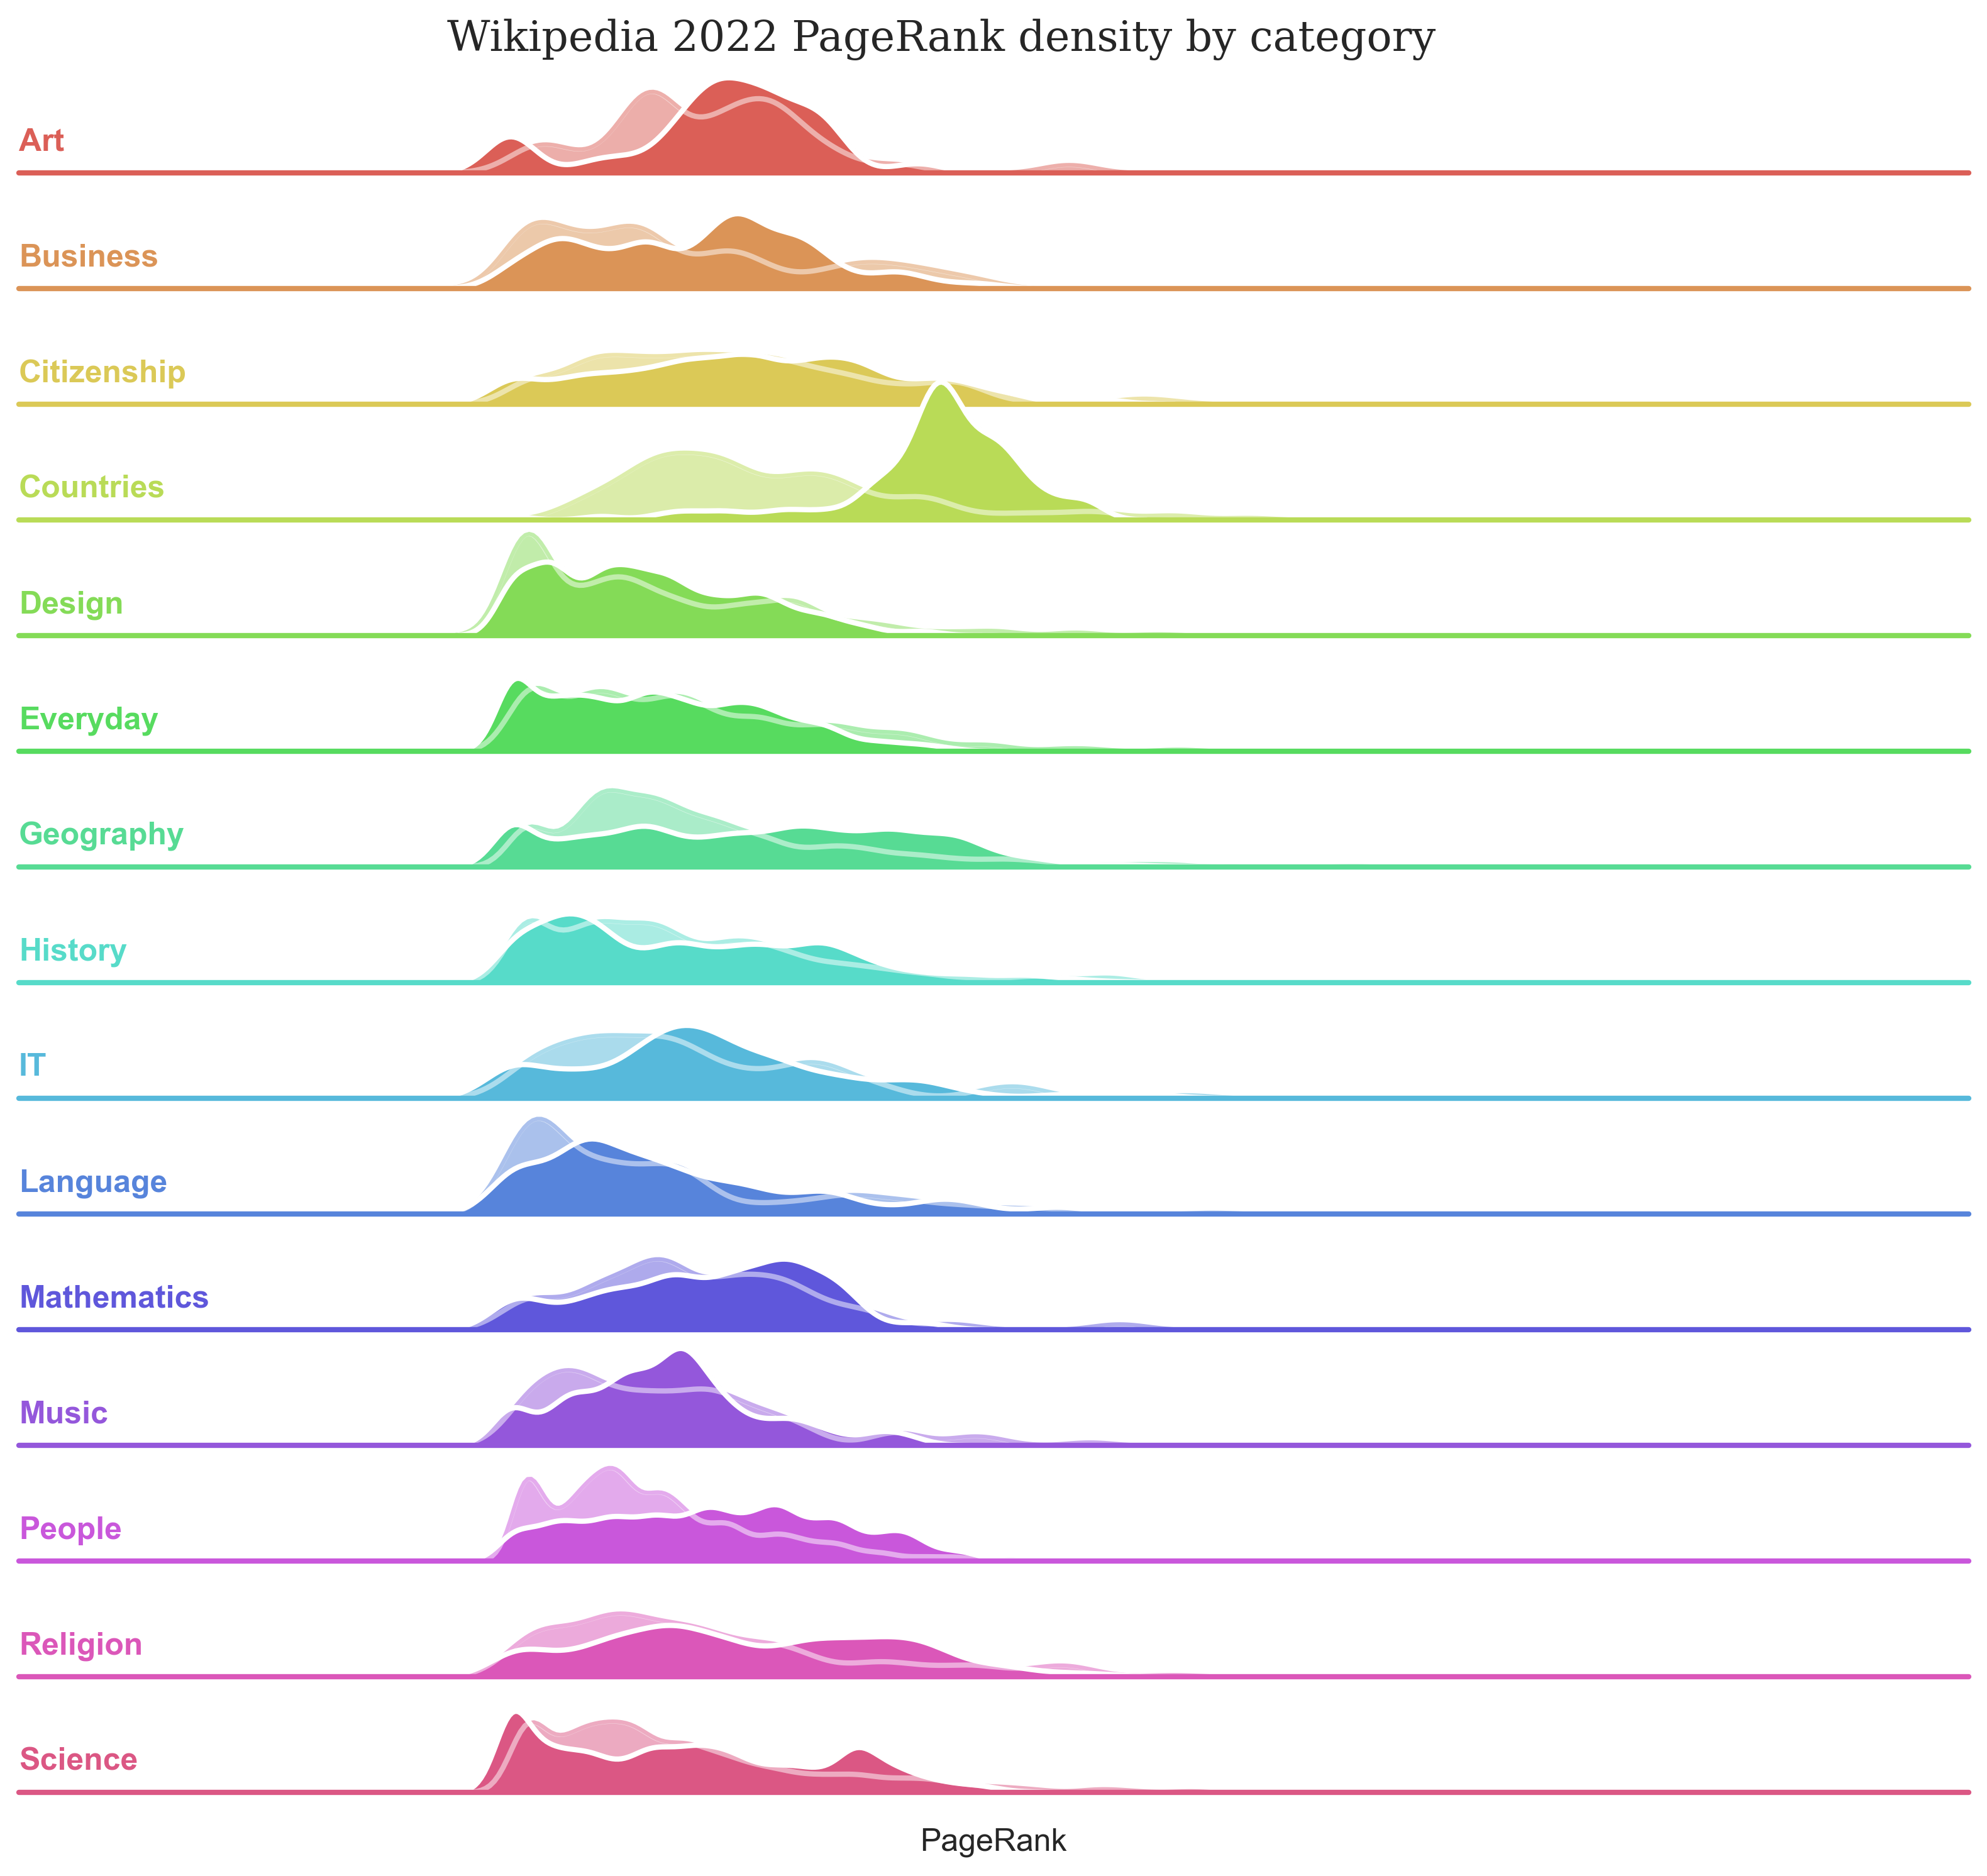 Wikipedia 2022 PageRank density by category
Art
Business
Citizenship
Countries
Design
Everyday
Geography
History
IT
Language
Mathematics
Music
People
Religion
Science
PageRank